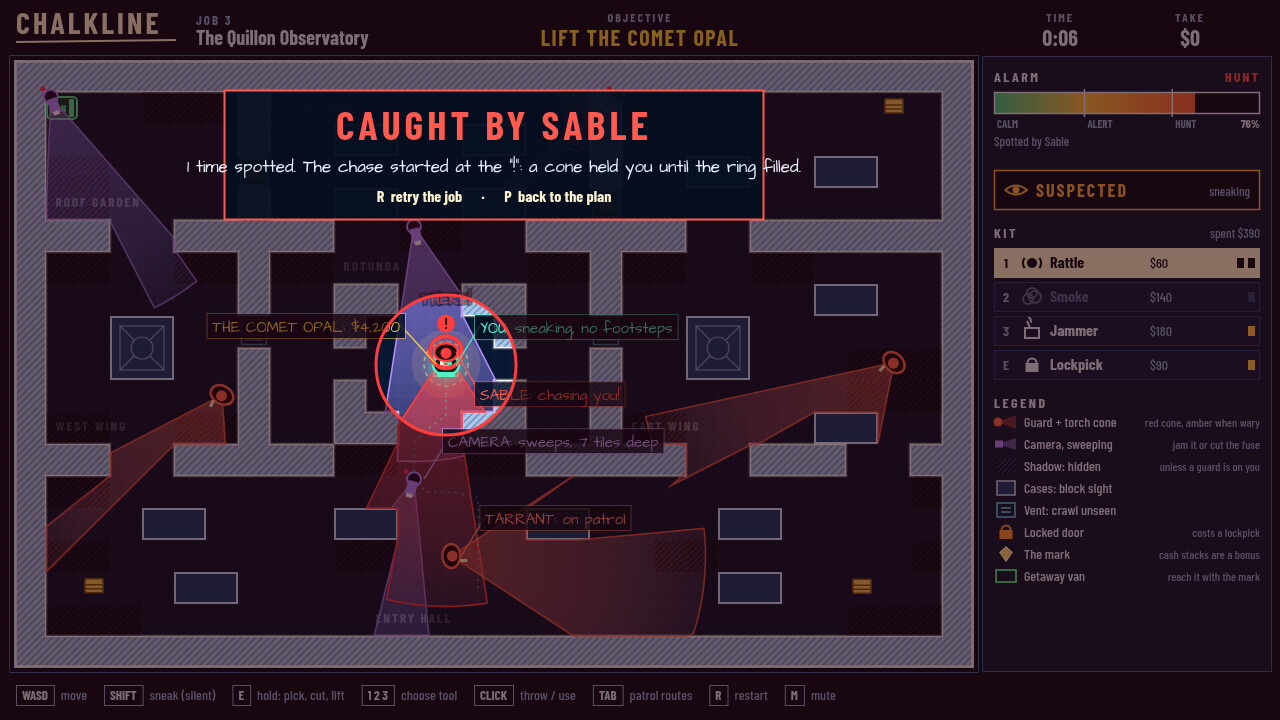 CHALKLINE
JOB 3
The Quillon Observatory
OBJECTIVE
LIFT THE COMET OPAL
TIME
0:06
TAKE
$0
CAUGHT BY SABLE
1 time spotted. The chase started at the "!": a cone held you until the ring filled.
R retry the job · P back to the plan
ROOF GARDEN
ROTUNDA
THE COMET OPAL: $4,200
!
YOU: sneaking, no footsteps
SABLE: chasing you!
WEST WING
EAST WING
CAMERA: sweeps, 7 tiles deep
TARRANT: on patrol
ENTRY HALL
ALARM
HUNT
CALM
ALERT
HUNT
76%
Spotted by Sable
SUSPECTED
sneaking
KIT
spent $390
1 Rattle $60
2 Smoke $140
3 Jammer $180
E Lockpick $90
LEGEND
Guard + torch cone red cone, amber when wary
Camera, sweeping jam it or cut the fuse
Shadow: hidden unless a guard is on you
Cases: block sight
Vent: crawl unseen
Locked door costs a lockpick
The mark cash stacks are a bonus
Getaway van reach it with the mark
WASD move SHIFT sneak (silent) E hold: pick, cut, lift 1 2 3 choose tool CLICK throw / use TAB patrol routes R restart M mute